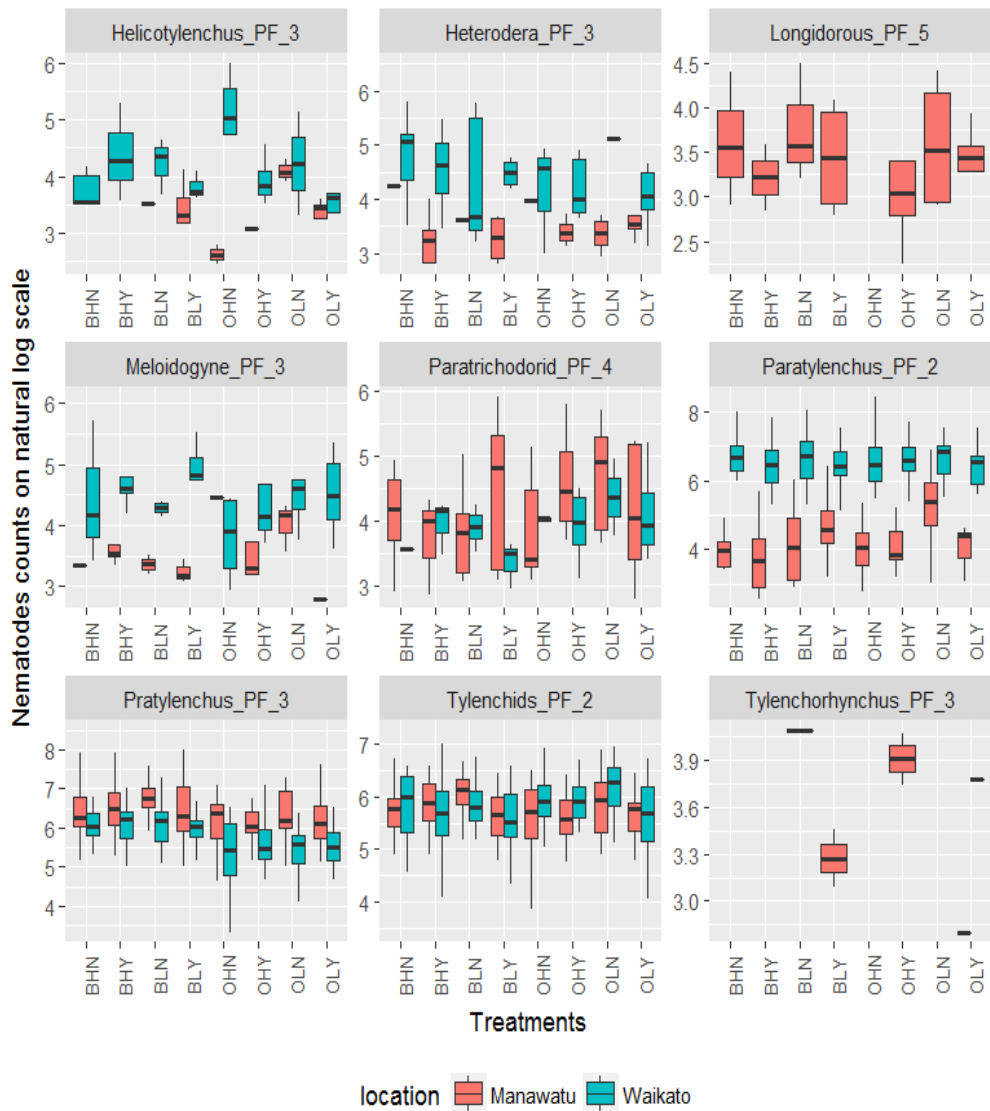 Helicotylenchus_PF_3
Heterodera_PF_3
Longidorous_PF_5
6
5
4
3
6
5
4
3
4.5
4.0
3.5
3.0
2.5
BHN BHY BLN BLY OHN OHY OLN OLY
BHN BHY BLN BLY OHN OHY OLN OLY
BHN BHY BLN BLY OHN OHY OLN OLY
Meloidogyne_PF_3
Paratrichodorid_PF_4
Paratylenchus_PF_2
6
5
4
3
6
5
4
3
8
6
4
BHN BHY BLN BLY OHN OHY OLN OLY
BHN BHY BLN BLY OHN OHY OLN OLY
BHN BHY BLN BLY OHN OHY OLN OLY
Pratylenchus_PF_3
Tylenchids_PF_2
Tylenchorhynchus_PF_3
8
7
6
5
4
7
6
5
4
3.9
3.6
3.3
3.0
BHN BHY BLN BLY OHN OHY OLN OLY
BHN BHY BLN BLY OHN OHY OLN OLY
BHN BHY BLN BLY OHN OHY OLN OLY
Nematodes counts on natural log scale
Treatments
location Manawatu Waikato